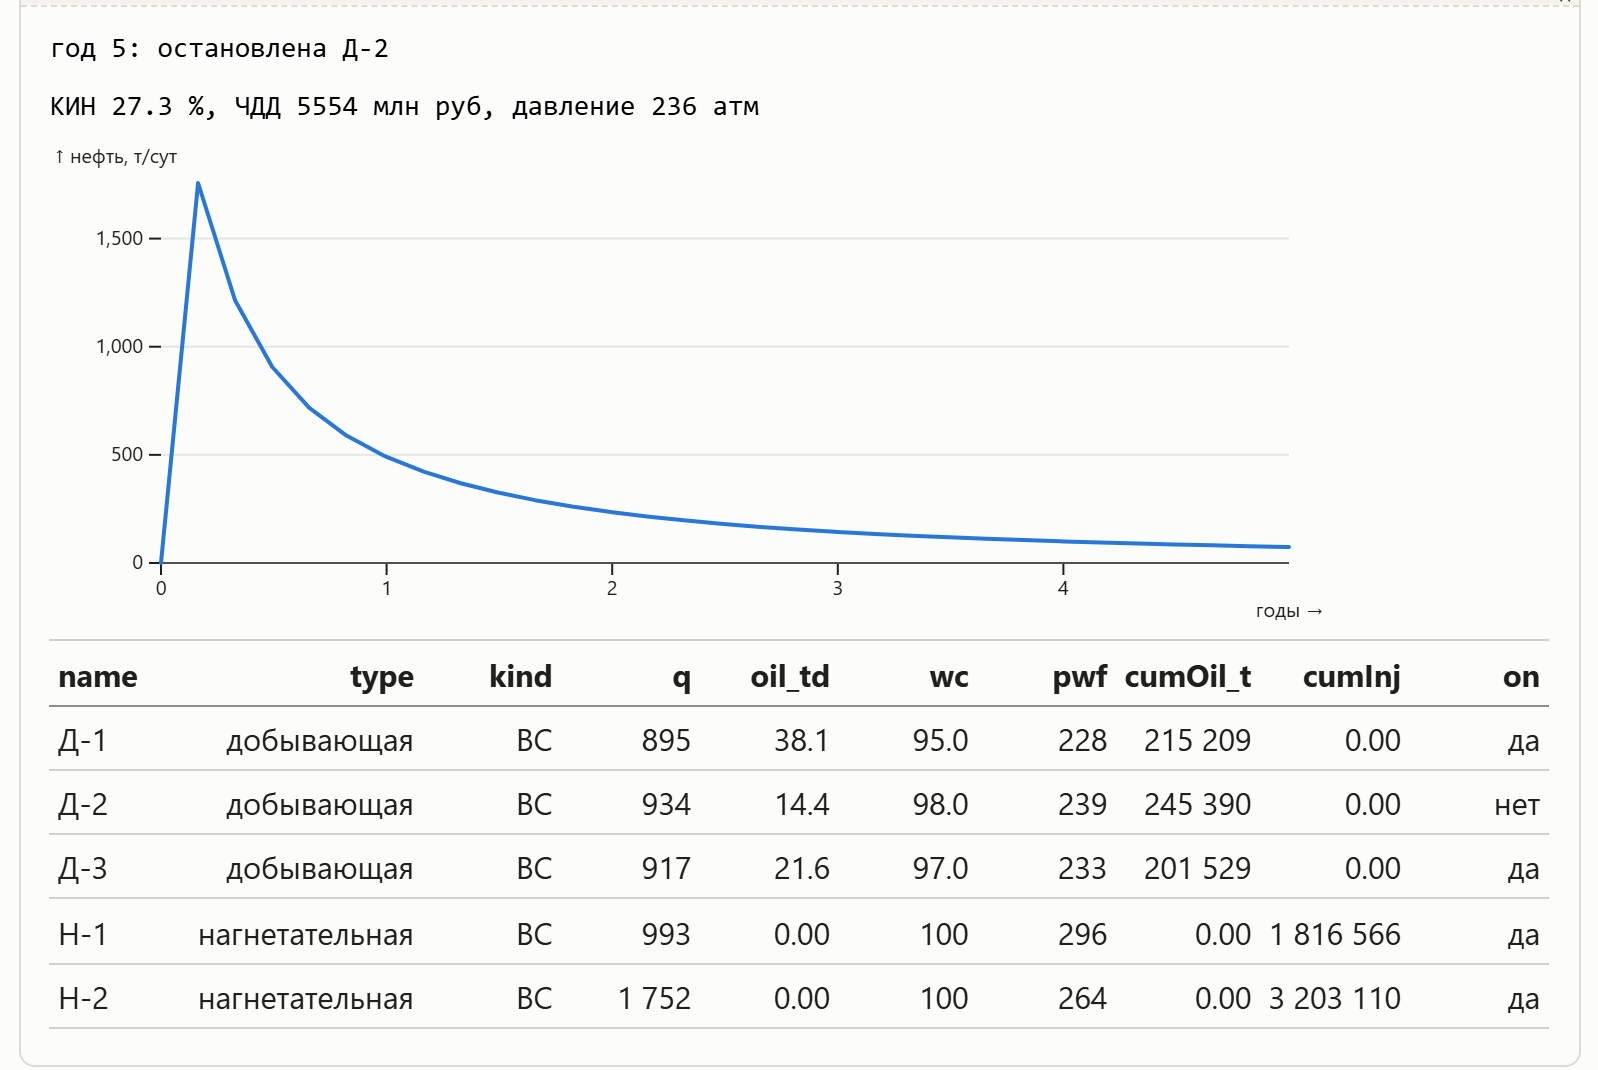 год 5: остановлена Д-2
КИН 27.3 %, ЧДД 5554 млн руб, давление 236 атм
↑ нефть, т/сут
1,500
1,000
500
0
0 1 2 3 4
годы →
name type kind q oil_td wc pwf cumOil_t cumInj on
Д-1 добывающая ВС 895 38.1 95.0 228 215 209 0.00 да
Д-2 добывающая ВС 934 14.4 98.0 239 245 390 0.00 нет
Д-3 добывающая ВС 917 21.6 97.0 233 201 529 0.00 да
Н-1 нагнетательная ВС 993 0.00 100 296 0.00 1 816 566 да
Н-2 нагнетательная ВС 1 752 0.00 100 264 0.00 3 203 110 да